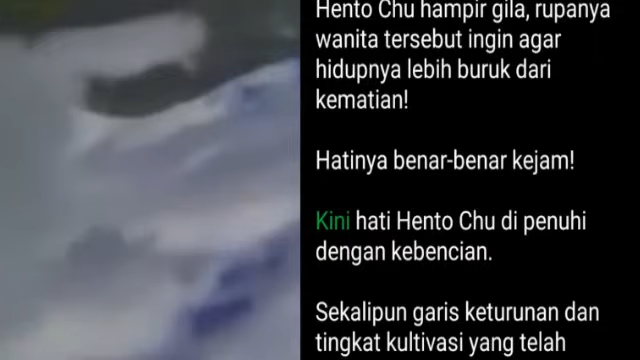 Hento Chu hampir gila, rupanya
wanita tersebut ingin agar
hidupnya lebih buruk dari
kematian!
Hatinya benar-benar kejam!
Kini hati Hento Chu di penuhi
dengan kebencian.
Sekalipun garis keturunan dan
tingkat kultivasi yang telah